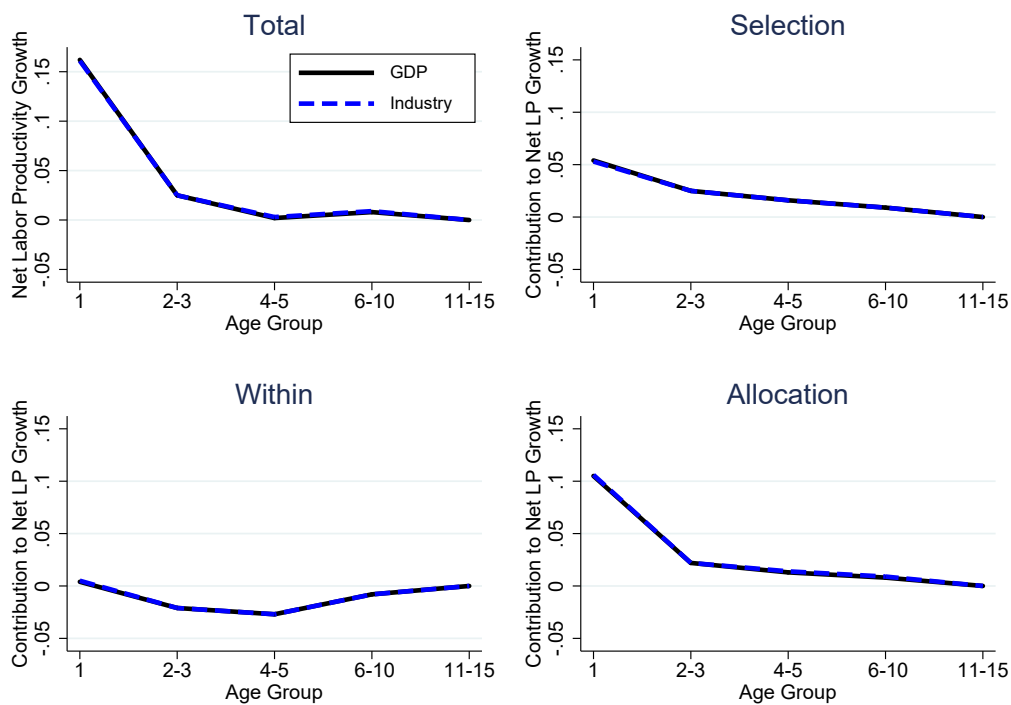 Total
Net Labor Productivity Growth
.15
.1
.05
0
-.05
GDP
Industry
1
2-3
4-5
6-10
11-15
Age Group
Selection
Contribution to Net LP Growth
.15
.1
.05
0
-.05
1
2-3
4-5
6-10
11-15
Age Group
Within
Contribution to Net LP Growth
.15
.1
.05
0
-.05
1
2-3
4-5
6-10
11-15
Age Group
Allocation
Contribution to Net LP Growth
.15
.1
.05
0
-.05
1
2-3
4-5
6-10
11-15
Age Group